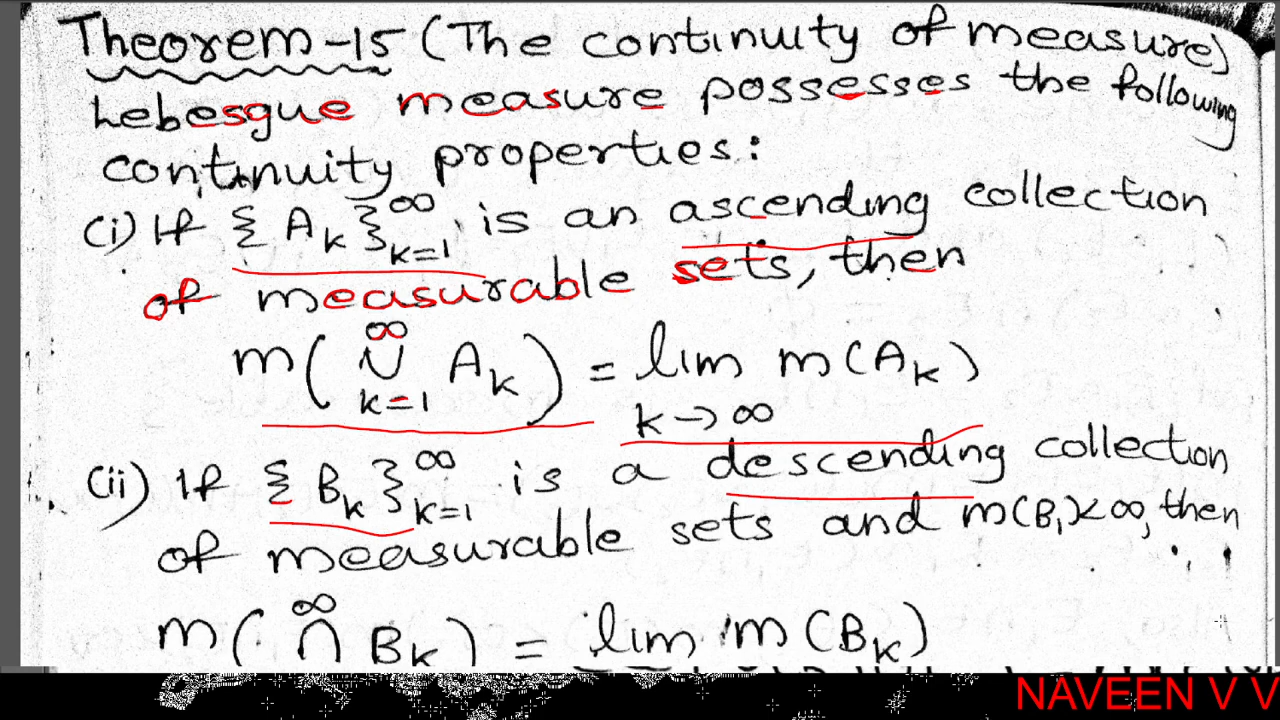 Theorem-15 (The continuity of measure)
Lebesgue measure possesses the following
continuity properties:
(i) If {A_k}_{k=1}^∞ is an ascending collection
of measurable sets, then
m(∪_{k=1}^∞ A_k) = lim_{k→∞} m(A_k)
(ii) If {B_k}_{k=1}^∞ is a descending collection
of measurable sets and m(B_1)<∞, then
m(∩^∞ B_k) = lim m(B_k)
NAVEEN V V